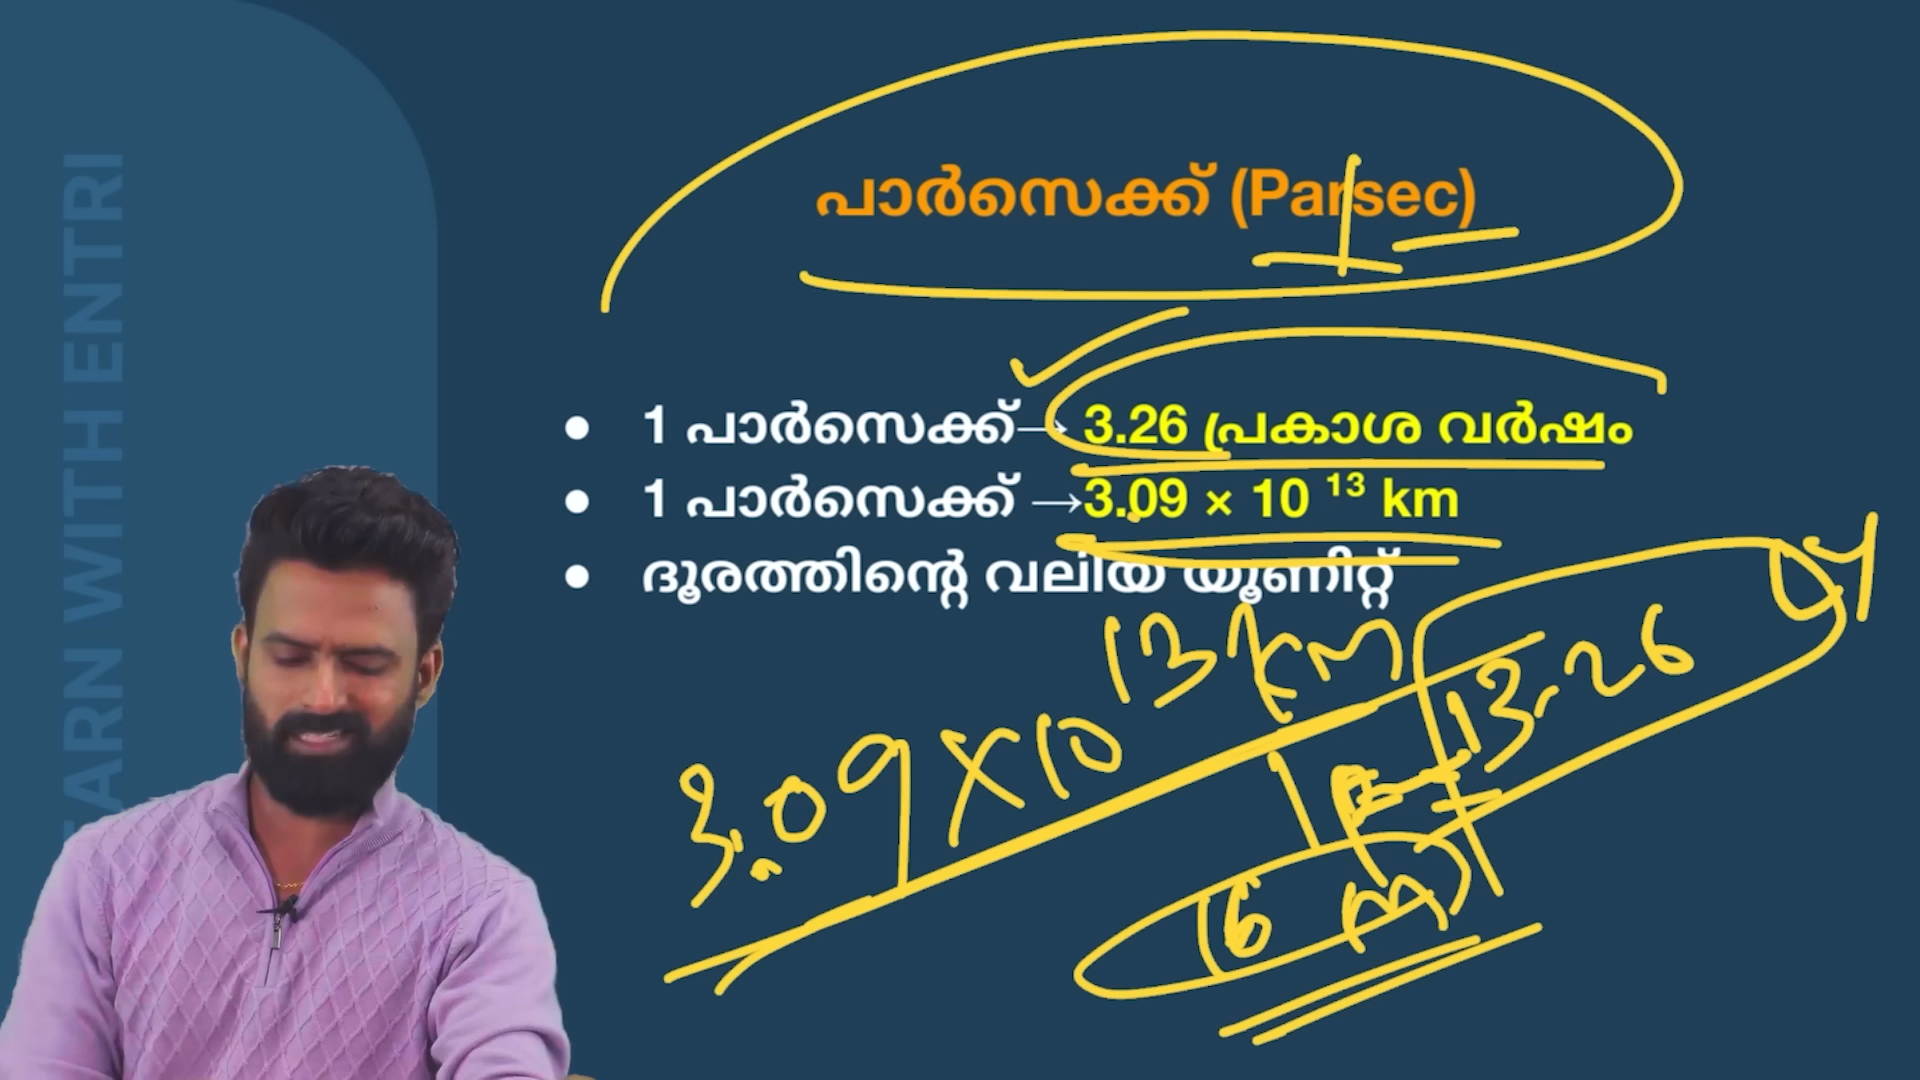 LEARN WITH ENTRI
പാർസെക്ക് (Parsec)
● 1 പാർസെക്ക്→ 3.26 പ്രകാശ വർഷം
● 1 പാർസെക്ക് →3.09 × 10 ¹³ km
● ദൂരത്തിന്റെ വലിയ യൂണിറ്റ്
3.09 X 10 13 KM
3.26 LY